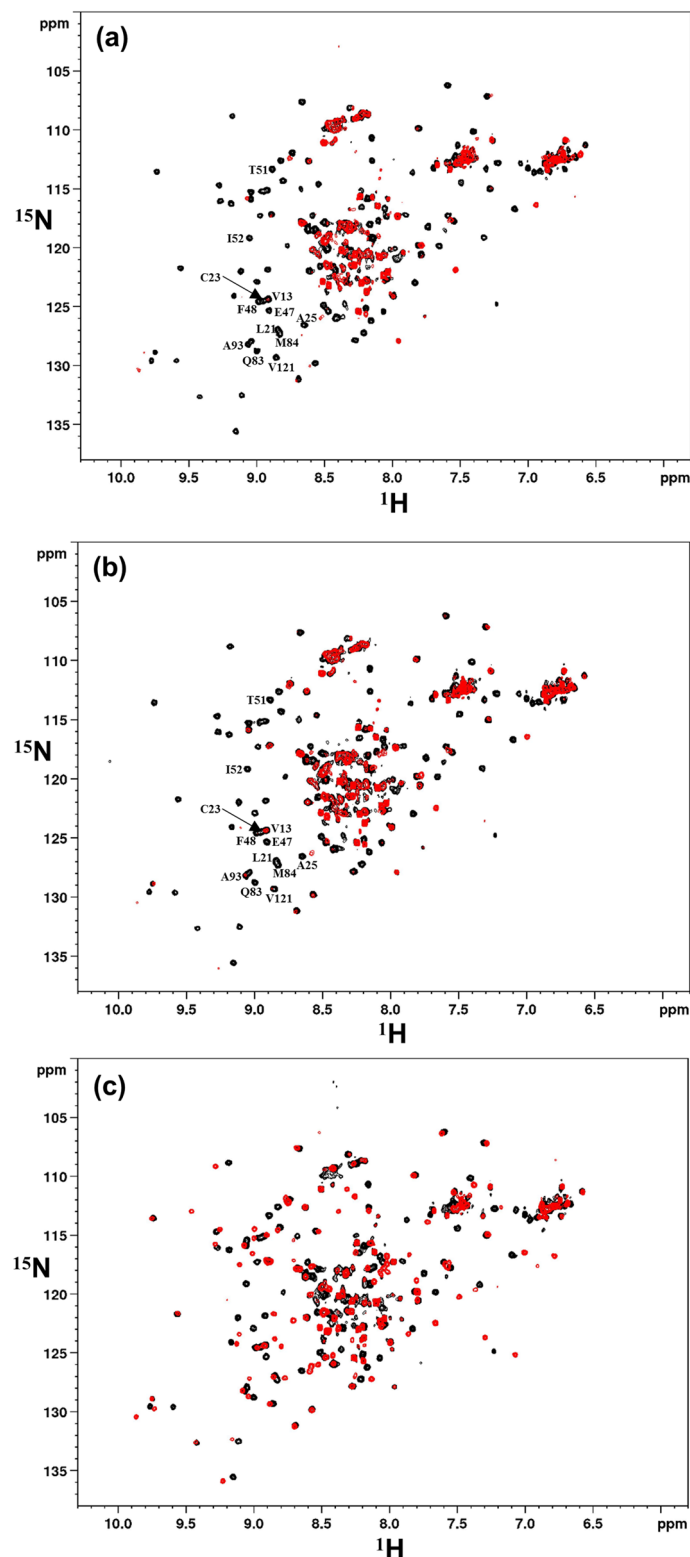 (a)
ppm
105
110
115
15N
120
125
130
135
T51
I52
C23
V13
F48
E47
L21
A25
M84
A93
Q83
V121
10.0 9.5 9.0 8.5 8.0 7.5 7.0 6.5 ppm
1H
(b)
ppm
105
110
115
15N
120
125
130
135
T51
I52
C23
V13
F48
E47
L21
A25
M84
A93
Q83
V121
10.0 9.5 9.0 8.5 8.0 7.5 7.0 6.5 ppm
1H
(c)
ppm
105
110
115
15N
120
125
130
135
10.0 9.5 9.0 8.5 8.0 7.5 7.0 6.5 ppm
1H